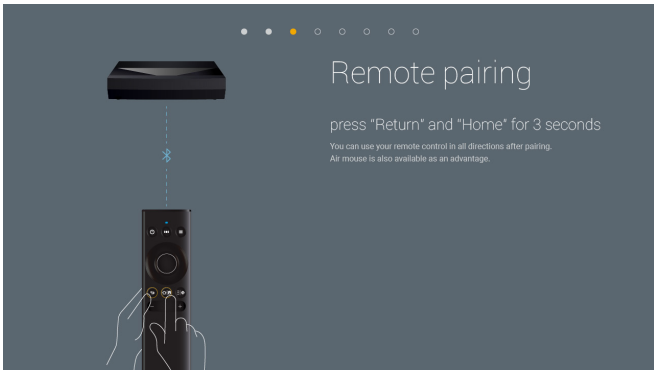 Remote pairing
press "Return" and "Home" for 3 seconds
You can use your remote control in all directions after pairing.
Air mouse is also available as an advantage.